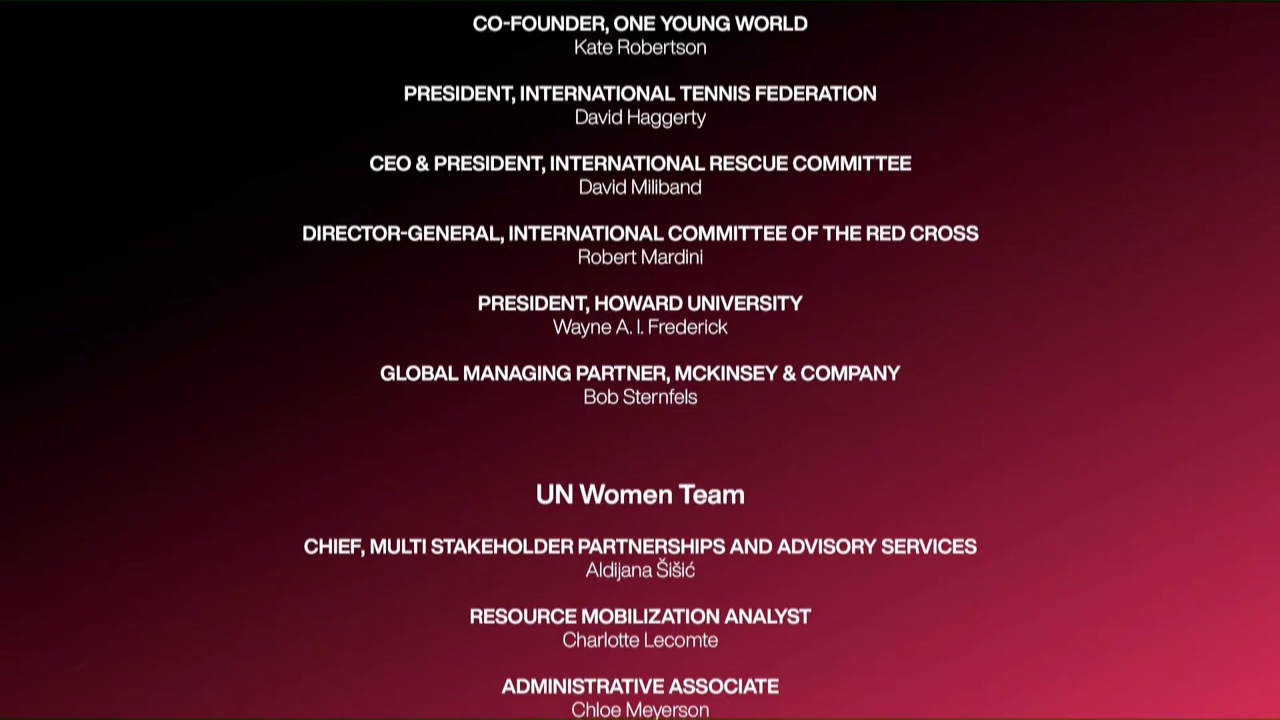 CO-FOUNDER, ONE YOUNG WORLD
Kate Robertson
PRESIDENT, INTERNATIONAL TENNIS FEDERATION
David Haggerty
CEO & PRESIDENT, INTERNATIONAL RESCUE COMMITTEE
David Miliband
DIRECTOR-GENERAL, INTERNATIONAL COMMITTEE OF THE RED CROSS
Robert Mardini
PRESIDENT, HOWARD UNIVERSITY
Wayne A. I. Frederick
GLOBAL MANAGING PARTNER, MCKINSEY & COMPANY
Bob Sternfels
UN Women Team
CHIEF, MULTI STAKEHOLDER PARTNERSHIPS AND ADVISORY SERVICES
Aldijana Šišić
RESOURCE MOBILIZATION ANALYST
Charlotte Lecomte
ADMINISTRATIVE ASSOCIATE
Chloe Meyerson